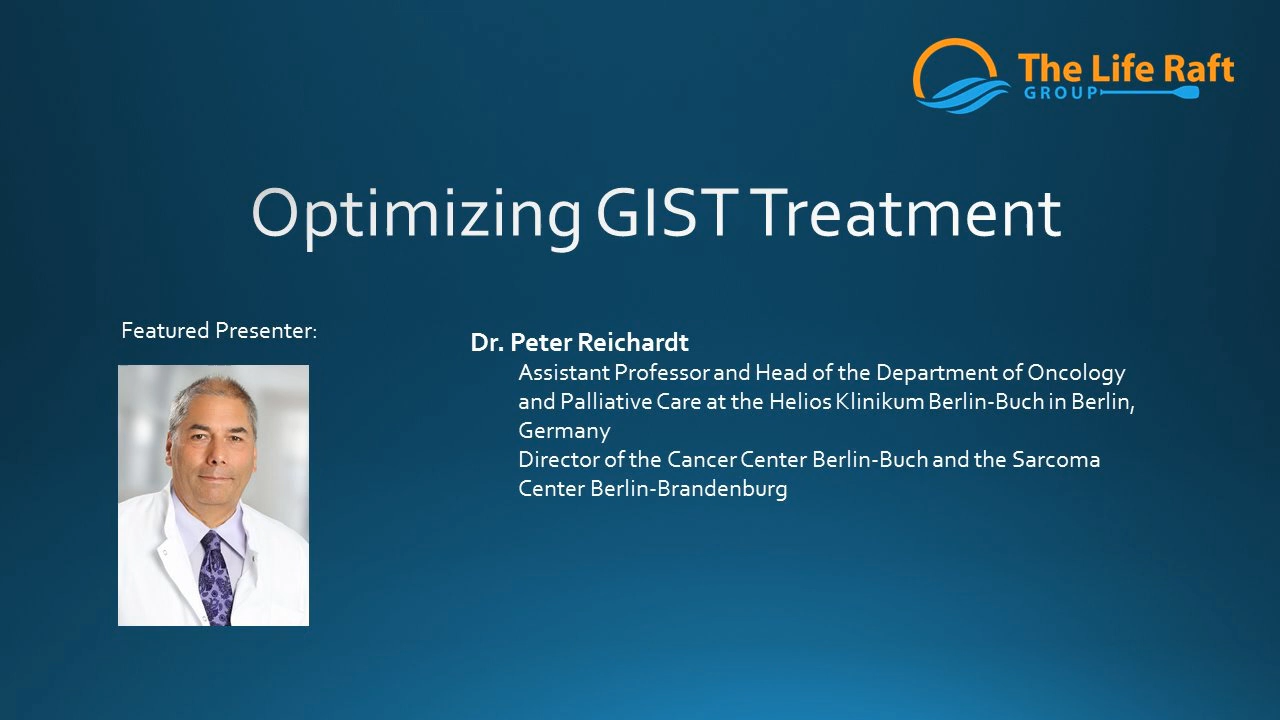 The Life Raft
GROUP
Optimizing GIST Treatment
Featured Presenter:
Dr. Peter Reichardt
Assistant Professor and Head of the Department of Oncology
and Palliative Care at the Helios Klinikum Berlin-Buch in Berlin,
Germany
Director of the Cancer Center Berlin-Buch and the Sarcoma
Center Berlin-Brandenburg